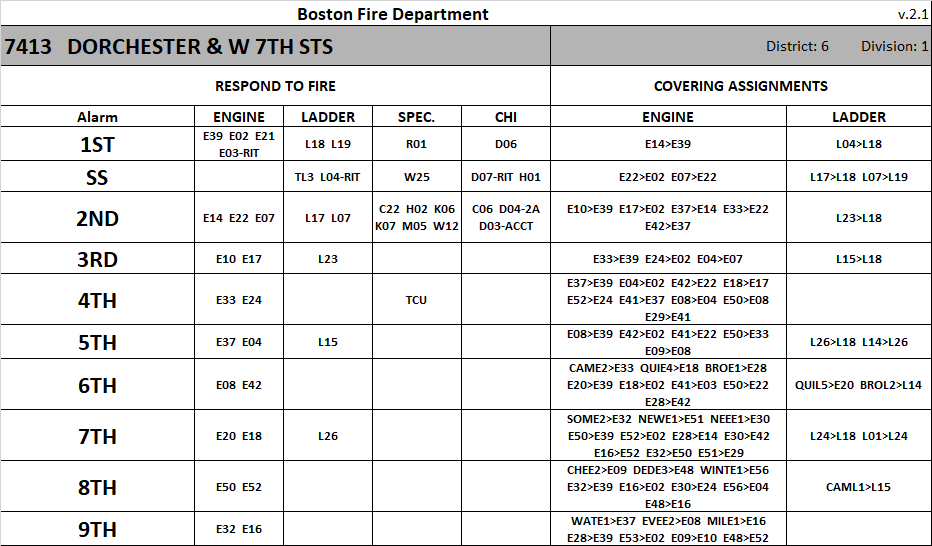 Boston Fire Department v.2.1
7413 DORCHESTER & W 7TH STS District: 6 Division: 1
RESPOND TO FIRE COVERING ASSIGNMENTS
Alarm ENGINE LADDER SPEC. CHI ENGINE LADDER
1ST
E39 E02 E21
E03-RIT
L18 L19
R01
D06
E14>E39
L04>L18
SS
TL3 L04-RIT
W25
D07-RIT H01
E22>E02 E07>E22
L17>L18 L07>L19
2ND
E14 E22 E07
L17 L07
C22 H02 K06
K07 M05 W12
C06 D04-2A
D03-ACCT
E10>E39 E17>E02 E37>E14 E33>E22
E42>E37
L23>L18
3RD
E10 E17
L23
E33>E39 E24>E02 E04>E07
L15>L18
4TH
E33 E24
TCU
E37>E39 E04>E02 E42>E22 E18>E17
E52>E24 E41>E37 E08>E04 E50>E08
E29>E41
5TH
E37 E04
L15
E08>E39 E42>E02 E41>E22 E50>E33
E09>E08
L26>L18 L14>L26
6TH
E08 E42
CAME2>E33 QUIE4>E18 BROE1>E28
E20>E39 E18>E02 E41>E03 E50>E22
E28>E42
QUIL5>E20 BROL2>L14
7TH
E20 E18
L26
SOME2>E32 NEWE1>E51 NEEE1>E30
E50>E39 E52>E02 E28>E14 E30>E42
E16>E52 E32>E50 E51>E29
L24>L18 L01>L24
8TH
E50 E52
CHEE2>E09 DEDE3>E48 WINTE1>E56
E32>E39 E16>E02 E30>E24 E56>E04
E48>E16
CAML1>L15
9TH
E32 E16
WATE1>E37 EVEE2>E08 MILE1>E16
E28>E39 E53>E02 E09>E10 E48>E52